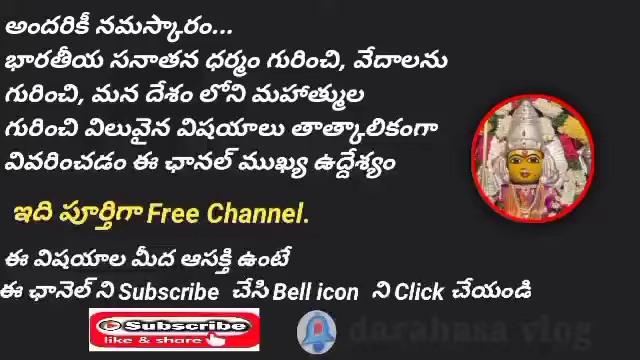 అందరికీ నమస్కారం...
భారతీయ సనాతన ధర్మం గురించి, వేదాలను
గురించి, మన దేశం లోని మహాత్ముల
గురించి విలువైన విషయాలు తాత్కాలికంగా
వివరించడం ఈ ఛానల్ ముఖ్య ఉద్దేశ్యం
ఇది పూర్తిగా Free Channel.
ఈ విషయాల మీద ఆసక్తి ఉంటే
ఈ ఛానెల్ ని Subscribe చేసి Bell icon ని Click చేయండి
Subscribe
like & share
darahasa vlog